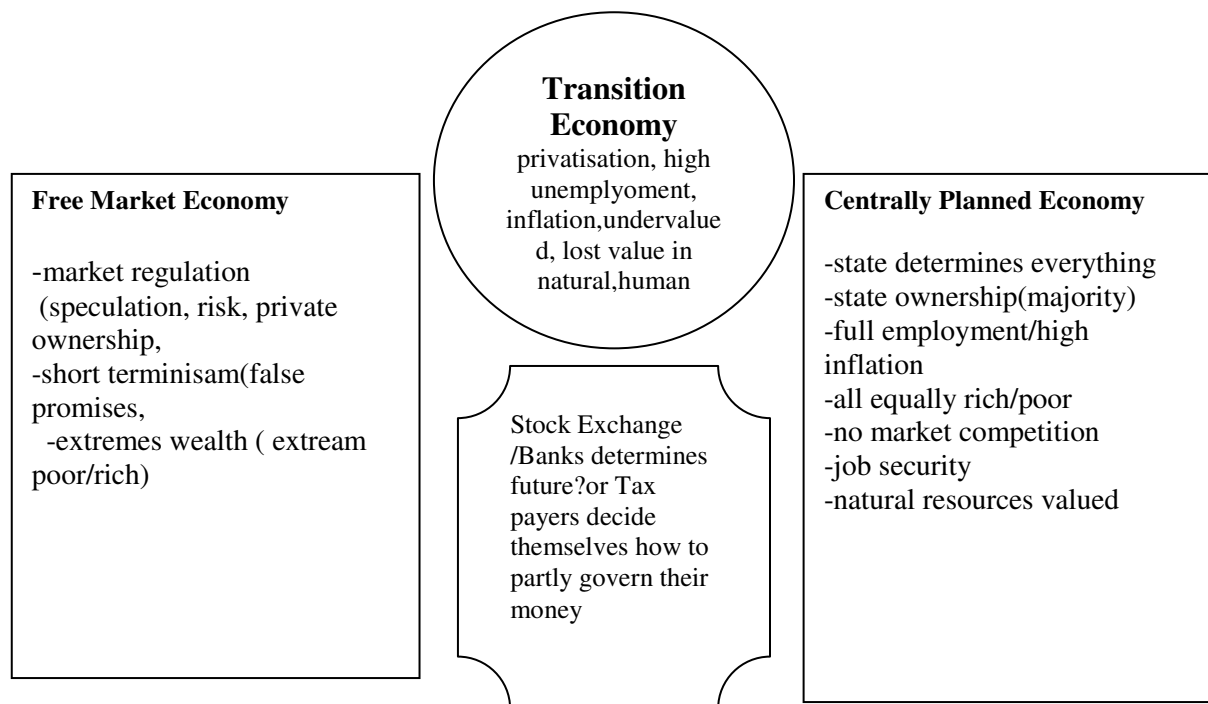 Transition
Economy
privatisation, high
unemplyoment,
inflation,undervalue
d, lost value in
natural,human
Free Market Economy
-market regulation
(speculation, risk, private
ownership,
-short terminisam(false
promises,
-extremes wealth ( extream
poor/rich)
Stock Exchange
/Banks determines
future?or Tax
payers decide
themselves how to
partly govern their
money
Centrally Planned Economy
-state determines everything
-state ownership(majority)
-full employment/high
inflation
-all equally rich/poor
-no market competition
-job security
-natural resources valued